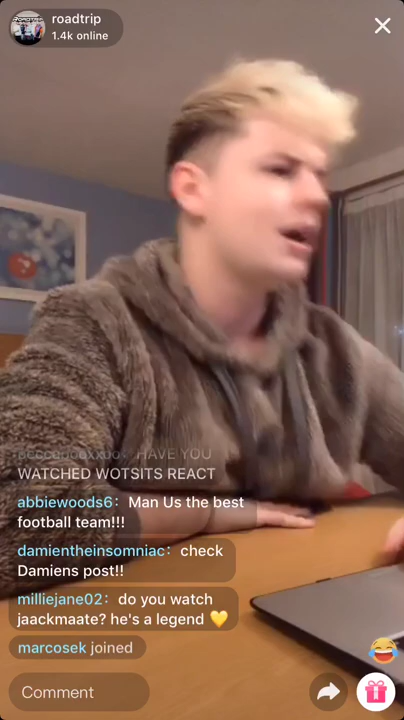 roadtrip
1.4k online
HAVE YOU
WATCHED WOTSITS REACT
abbiewoods6: Man Us the best
football team!!!
damientheinsomniac: check
Damiens post!!
milliejane02: do you watch
jaackmaate? he's a legend 💛
marcosek joined
Comment